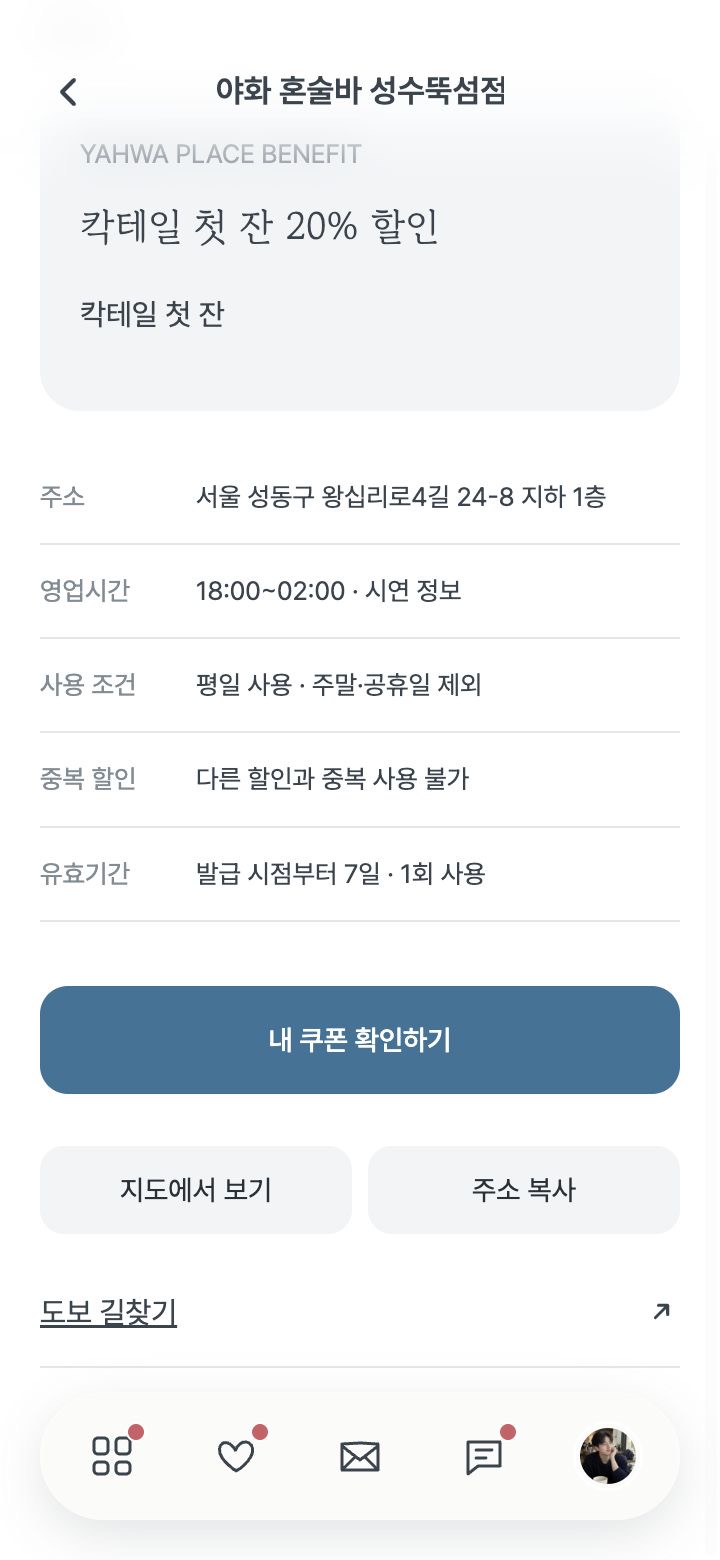 야화 혼술바 성수뚝섬점
YAHWA PLACE BENEFIT
칵테일 첫 잔 20% 할인
칵테일 첫 잔
주소 서울 성동구 왕십리로4길 24-8 지하 1층
영업시간 18:00~02:00 · 시연 정보
사용 조건 평일 사용 · 주말·공휴일 제외
중복 할인 다른 할인과 중복 사용 불가
유효기간 발급 시점부터 7일 · 1회 사용
내 쿠폰 확인하기
지도에서 보기 주소 복사
도보 길찾기